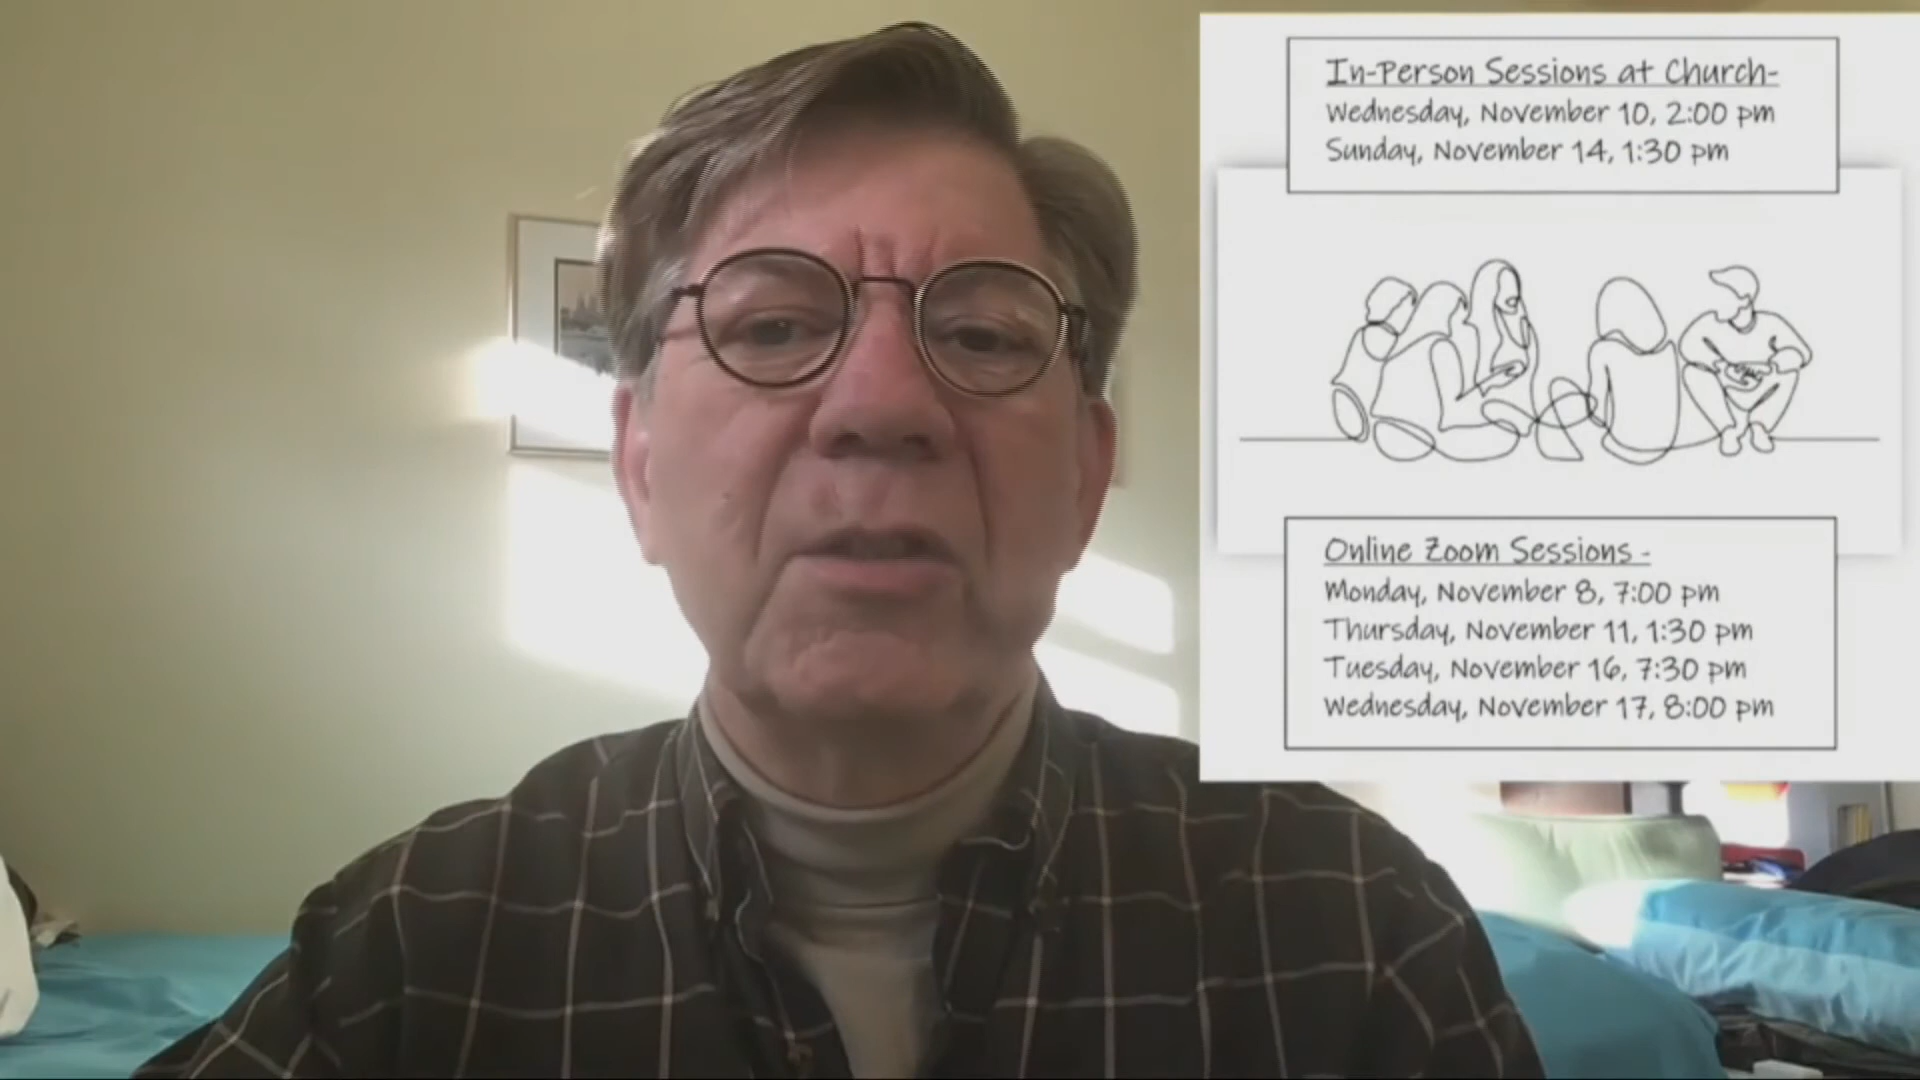 In-Person Sessions at Church-
Wednesday, November 10, 2:00 pm
Sunday, November 14, 1:30 pm
Online Zoom Sessions -
Monday, November 8, 7:00 pm
Thursday, November 11, 1:30 pm
Tuesday, November 16, 7:30 pm
Wednesday, November 17, 8:00 pm